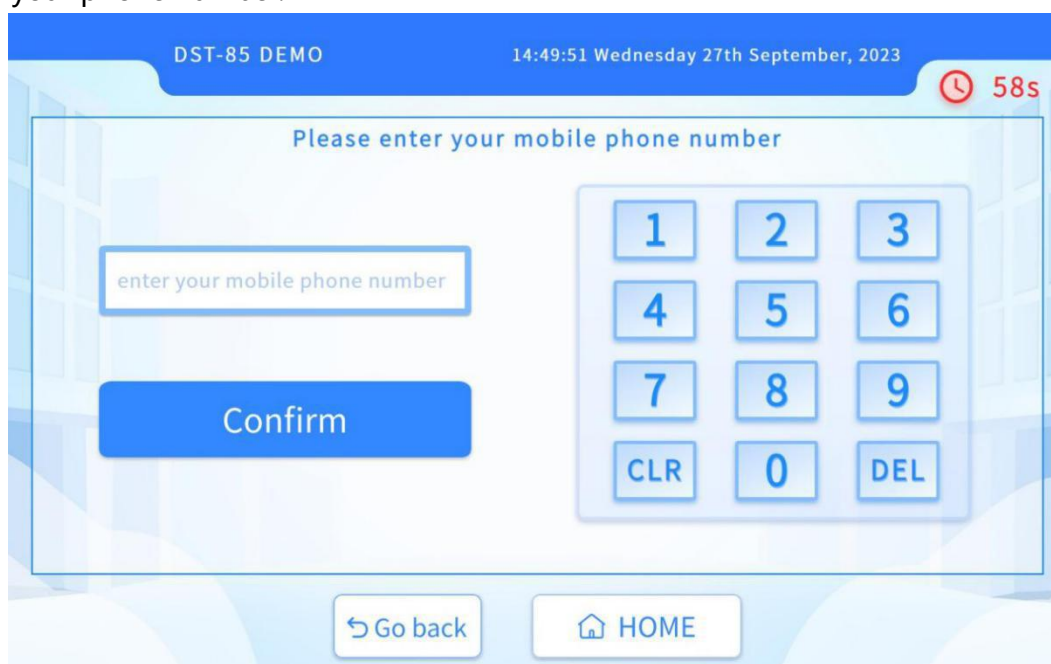 DST-85 DEMO 14:49:51 Wednesday 27th September, 2023
58s
Please enter your mobile phone number
enter your mobile phone number
Confirm
1 2 3
4 5 6
7 8 9
CLR 0 DEL
Go back HOME